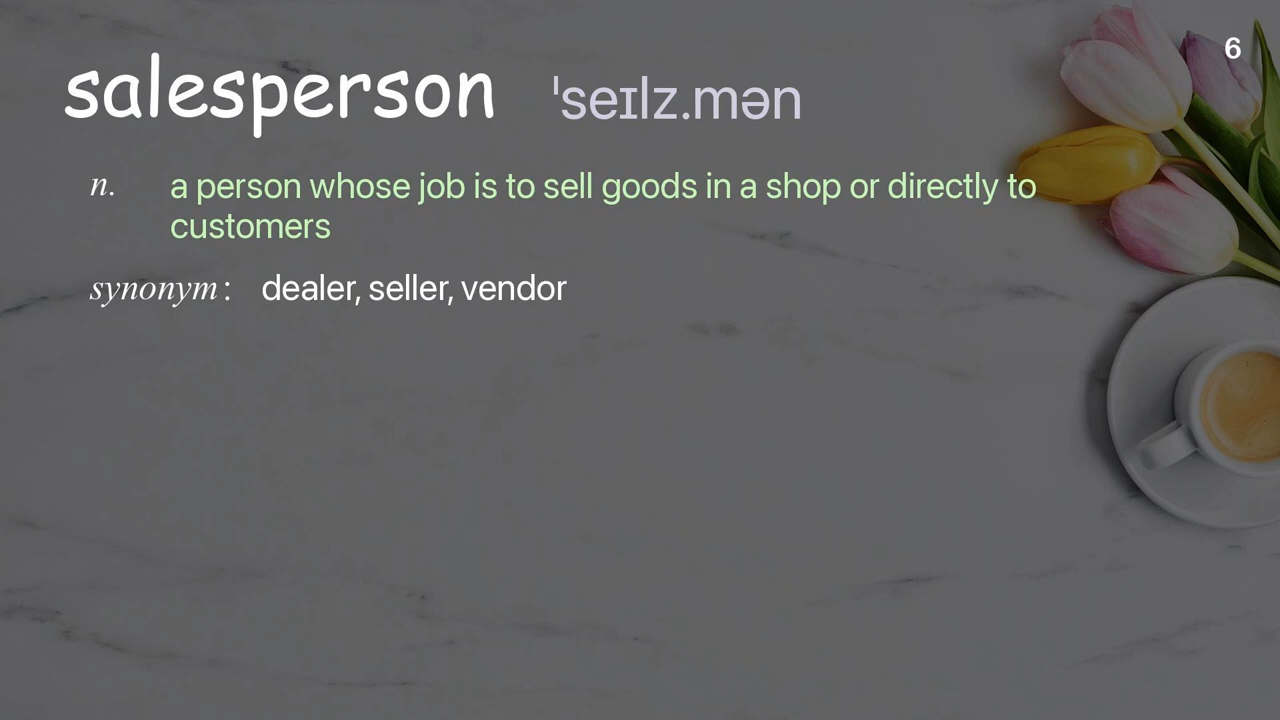 6
salesperson ˈseɪlz.mən
n. a person whose job is to sell goods in a shop or directly to
customers
synonym: dealer, seller, vendor